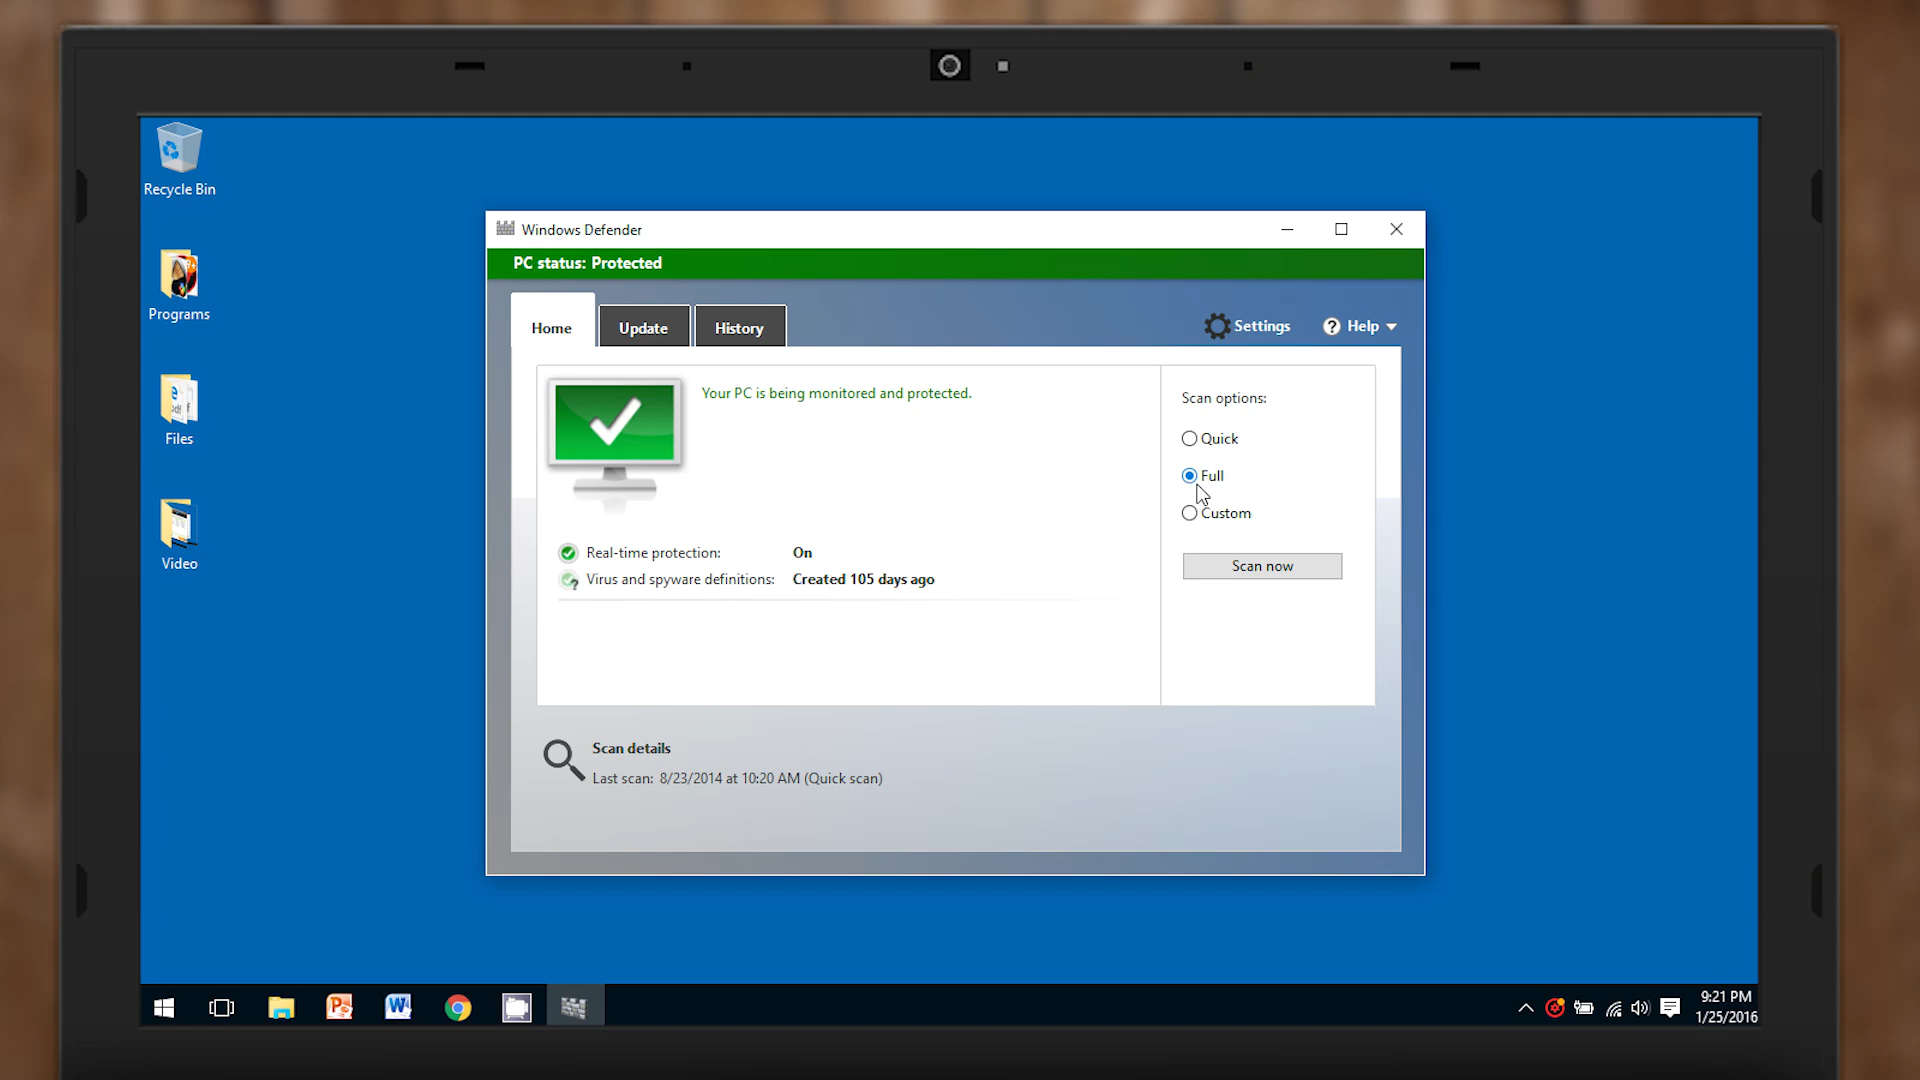 Recycle Bin
Programs
Files
Video
Windows Defender
PC status: Protected
Home
Update
History
Settings
? Help
Your PC is being monitored and protected.
Real-time protection: On
Virus and spyware definitions: Created 105 days ago
Scan options:
Quick
Full
Custom
Scan now
Scan details
Last scan: 8/23/2014 at 10:20 AM (Quick scan)
9:21 PM
1/25/2016